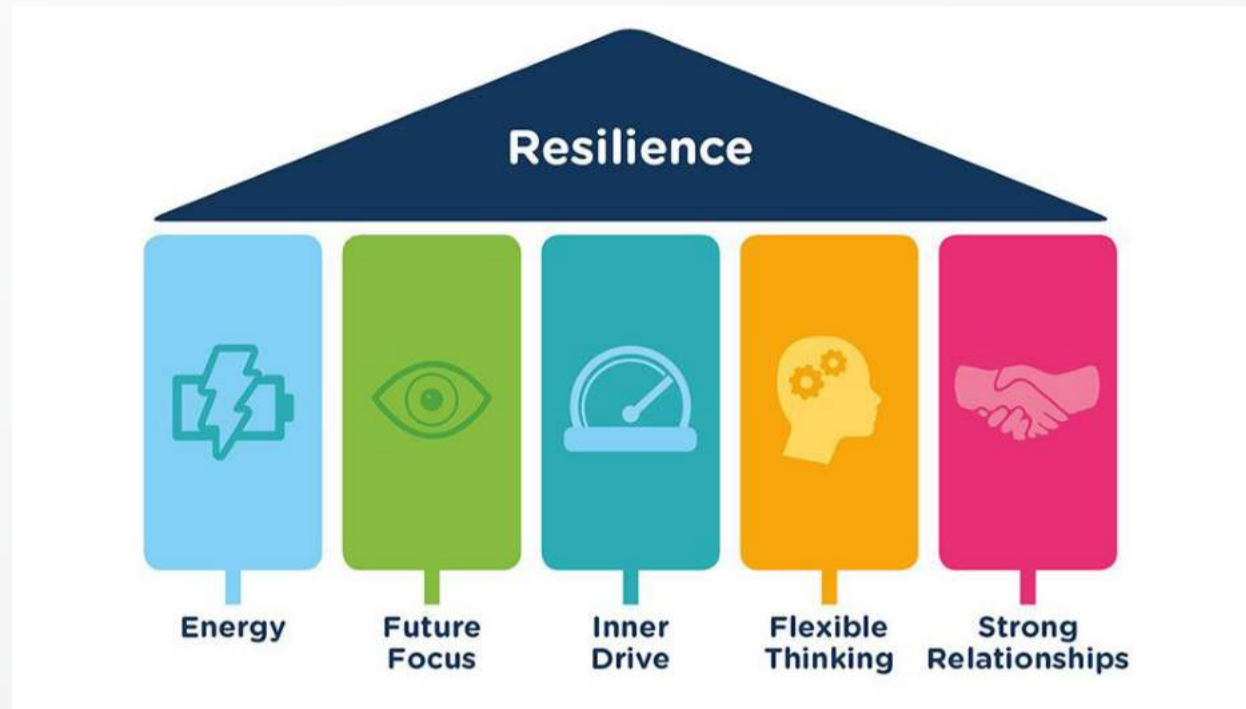 Resilience
Energy
Future
Focus
Inner
Drive
Flexible
Thinking
Strong
Relationships